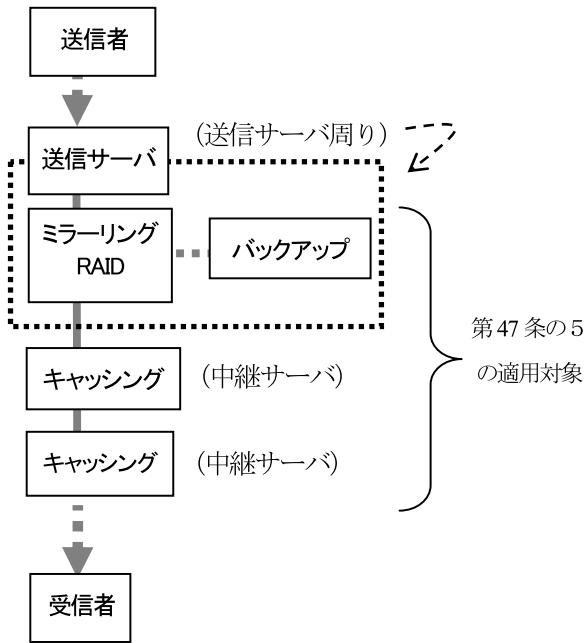 送信者
送信サーバ
（送信サーバ周り）
ミラーリング
RAID
バックアップ
第47条の5
の適用対象
キャッシング
（中継サーバ）
キャッシング
（中継サーバ）
受信者